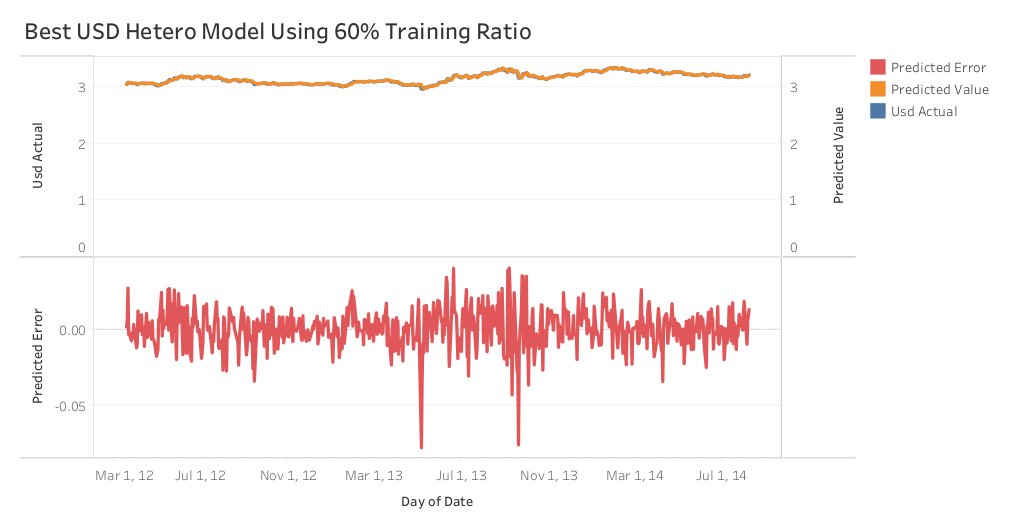 Best USD Hetero Model Using 60% Training Ratio
Usd Actual
3
2
1
0
3
2
1
0
Predicted Value
Predicted Error
Predicted Value
Usd Actual
Predicted Error
0.00
-0.05
Mar 1, 12 Jul 1, 12 Nov 1, 12 Mar 1, 13 Jul 1, 13 Nov 1, 13 Mar 1, 14 Jul 1, 14
Day of Date